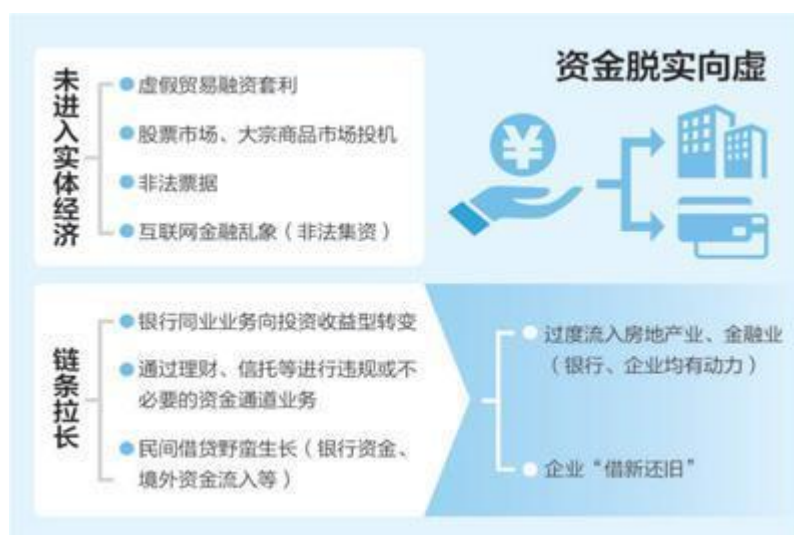 资金脱实向虚
未进入实体经济
虚假贸易融资套利
股票市场、大宗商品市场投机
非法票据
互联网金融乱象（非法集资）
¥
链条拉长
银行同业业务向投资收益型转变
通过理财、信托等进行违规或不
必要的资金通道业务
民间借贷野蛮生长（银行资金、
境外资金流入等）
过度流入房地产业、金融业
（银行、企业均有动力）
企业“借新还旧”